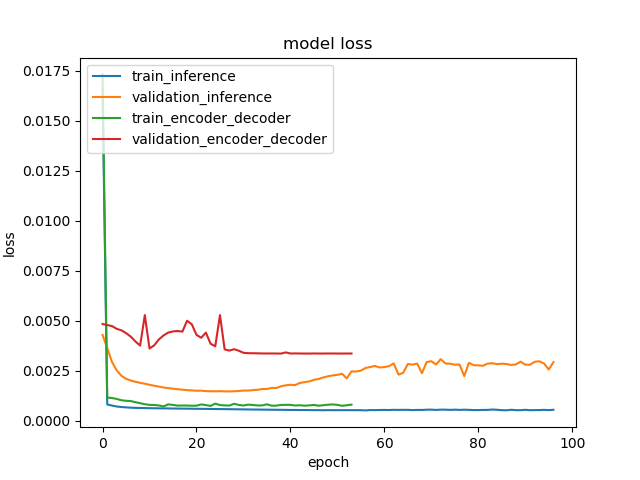 model loss
train_inference
validation_inference
train_encoder_decoder
validation_encoder_decoder
loss
0.0175
0.0150
0.0125
0.0100
0.0075
0.0050
0.0025
0.0000
0 20 40 60 80 100
epoch